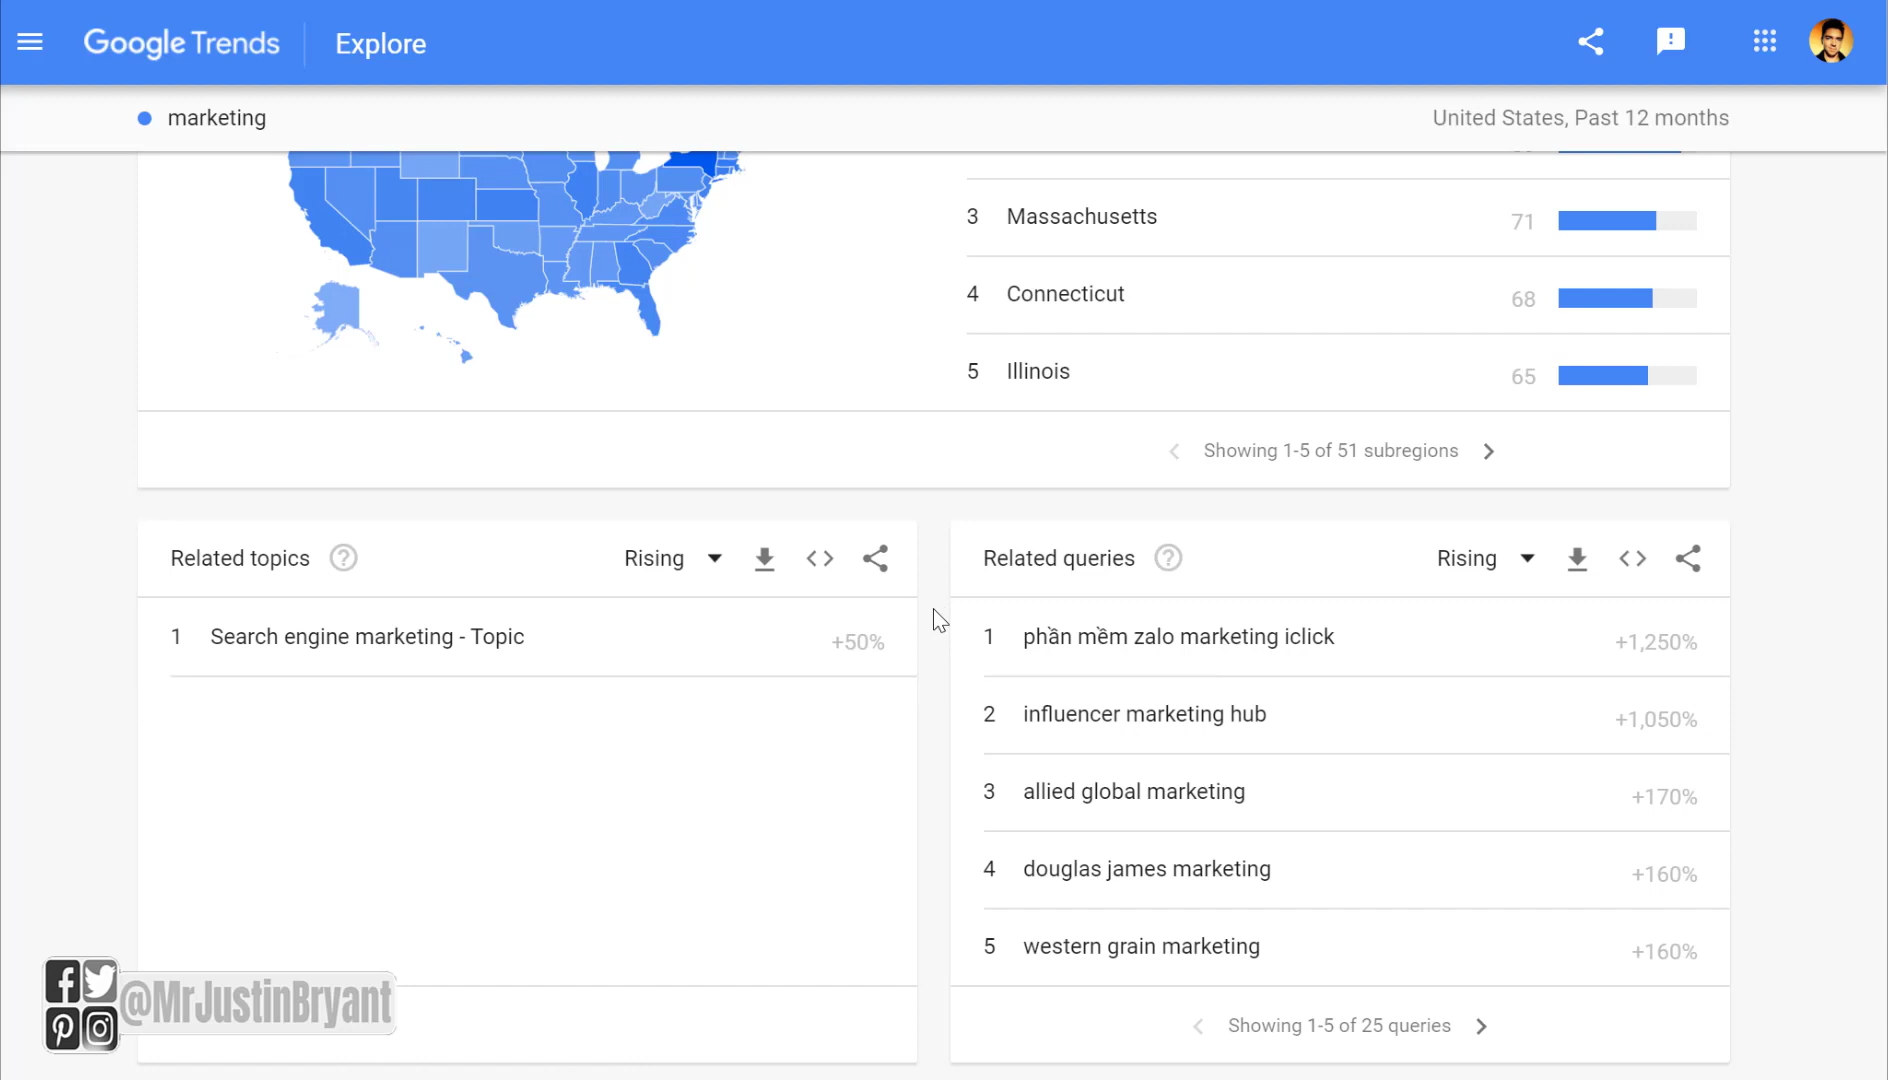 Google Trends
Explore
marketing
United States, Past 12 months
3 Massachusetts 71
4 Connecticut 68
5 Illinois 65
Showing 1-5 of 51 subregions
Related topics
Rising
1 Search engine marketing - Topic +50%
Related queries
Rising
1 phần mềm zalo marketing iclick +1,250%
2 influencer marketing hub +1,050%
3 allied global marketing +170%
4 douglas james marketing +160%
5 western grain marketing +160%
Showing 1-5 of 25 queries
@MrJustinBryant